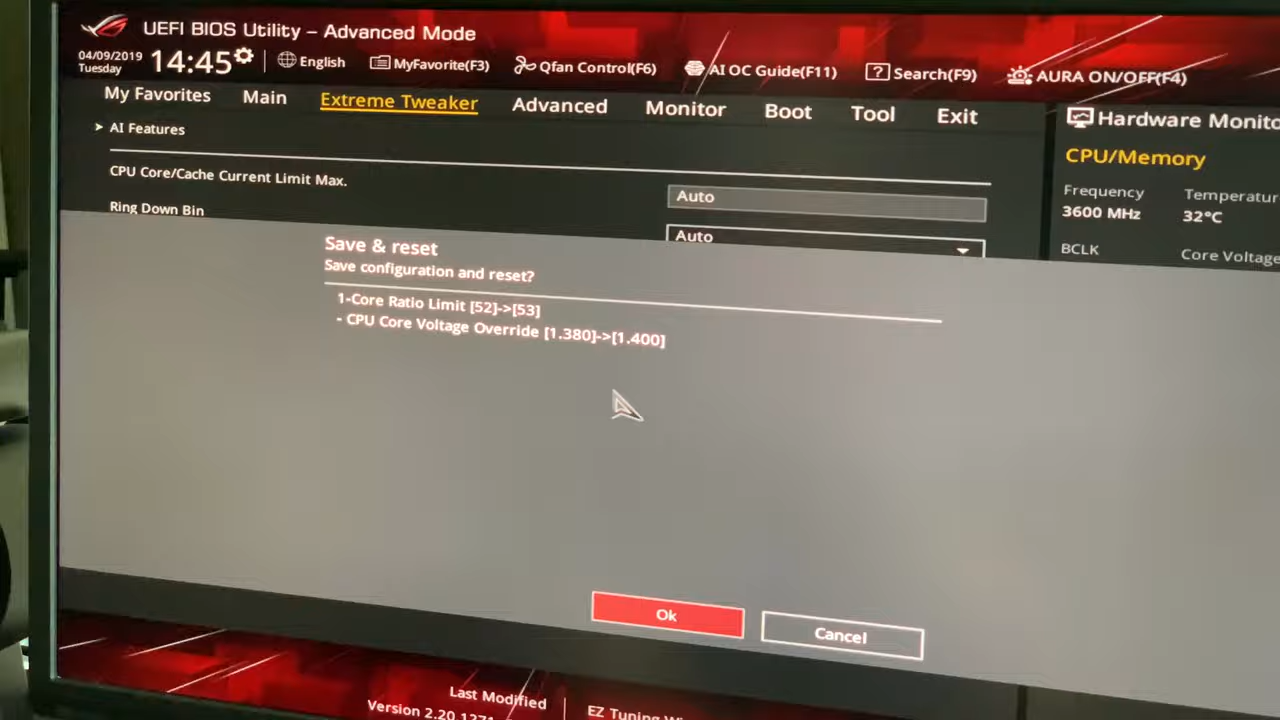 UEFI BIOS Utility – Advanced Mode
04/09/2019
Tuesday
14:45
English
MyFavorite(F3)
Qfan Control(F6)
AI OC Guide(F11)
? Search(F9)
AURA ON/OFF(F4)
My Favorites Main Extreme Tweaker Advanced Monitor Boot Tool Exit
Hardware Monito
CPU/Memory
AI Features
CPU Core/Cache Current Limit Max.
Auto
Ring Down Bin
Auto
Frequency Temperatur
3600 MHz 32°C
BCLK Core Voltage
Save & reset
Save configuration and reset?
1-Core Ratio Limit [52]->[53]
- CPU Core Voltage Override [1.380]->[1.400]
Ok
Cancel
Last Modified
EZ Tuning Wi
Version 2.20.1271